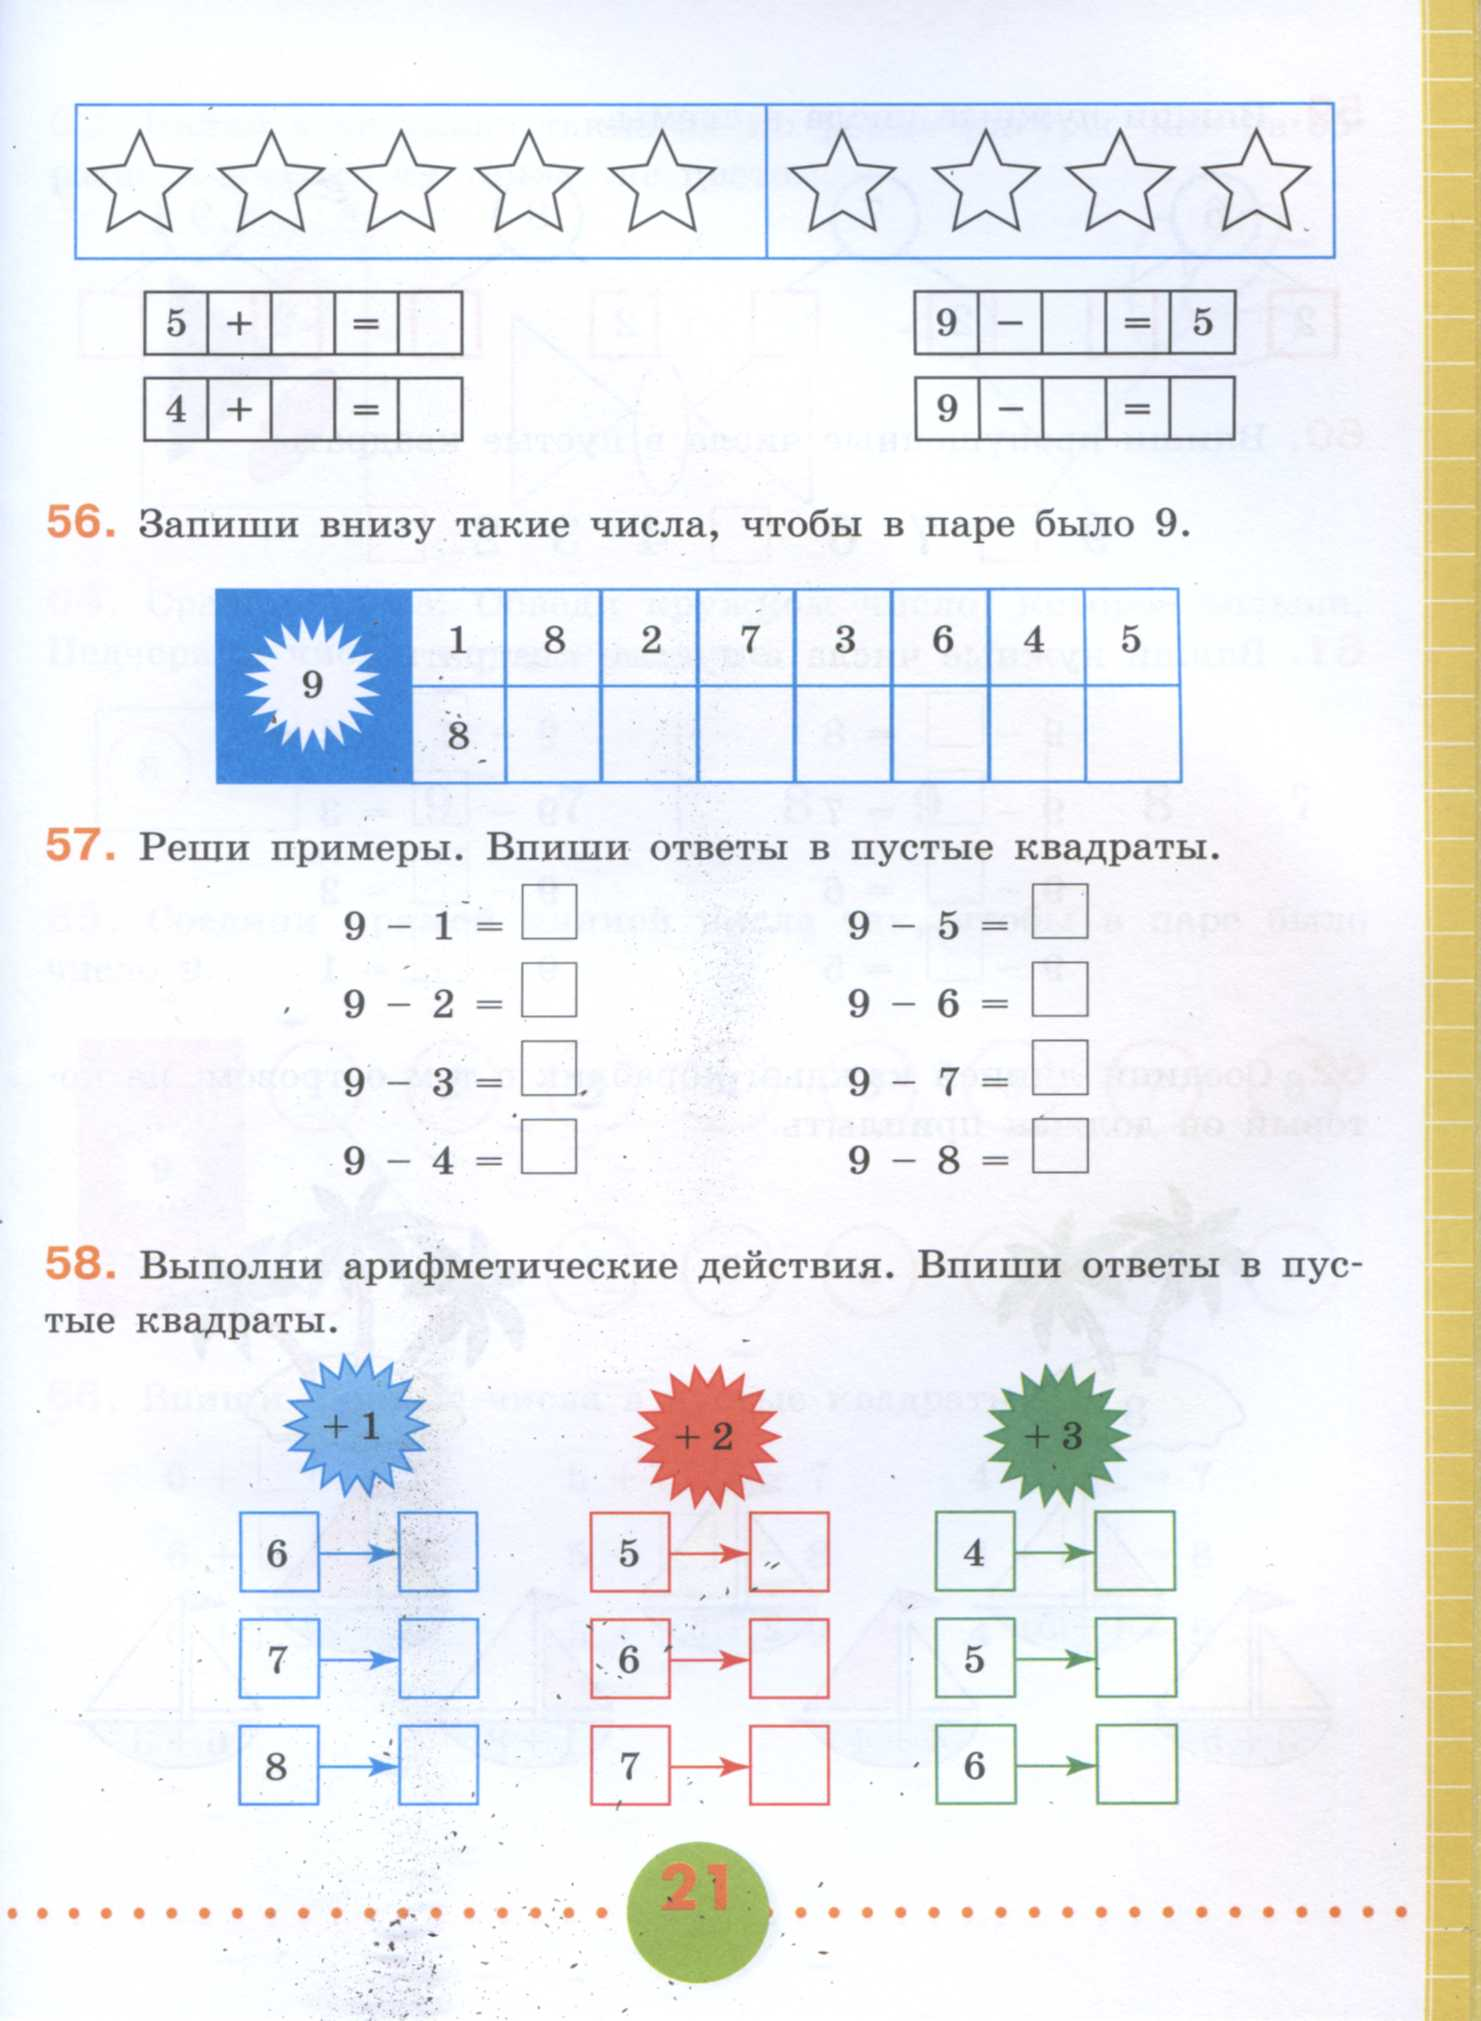 5 + =
9 - = 5
4 + =
9 - =
56. Запиши внизу такие числа, чтобы в паре было 9.
9
1 8 2 7 3 6 4 5
8
57. Реши примеры. Впиши ответы в пустые квадраты.
9 - 1 =
9 - 5 =
9 - 2 =
9 - 6 =
9 - 3 =
9 - 7 =
9 - 4 =
9 - 8 =
58. Выполни арифметические действия. Впиши ответы в пус-
тые квадраты.
+ 1 + 2 + 3
6 5 4
7 6 5
8 7 6
21